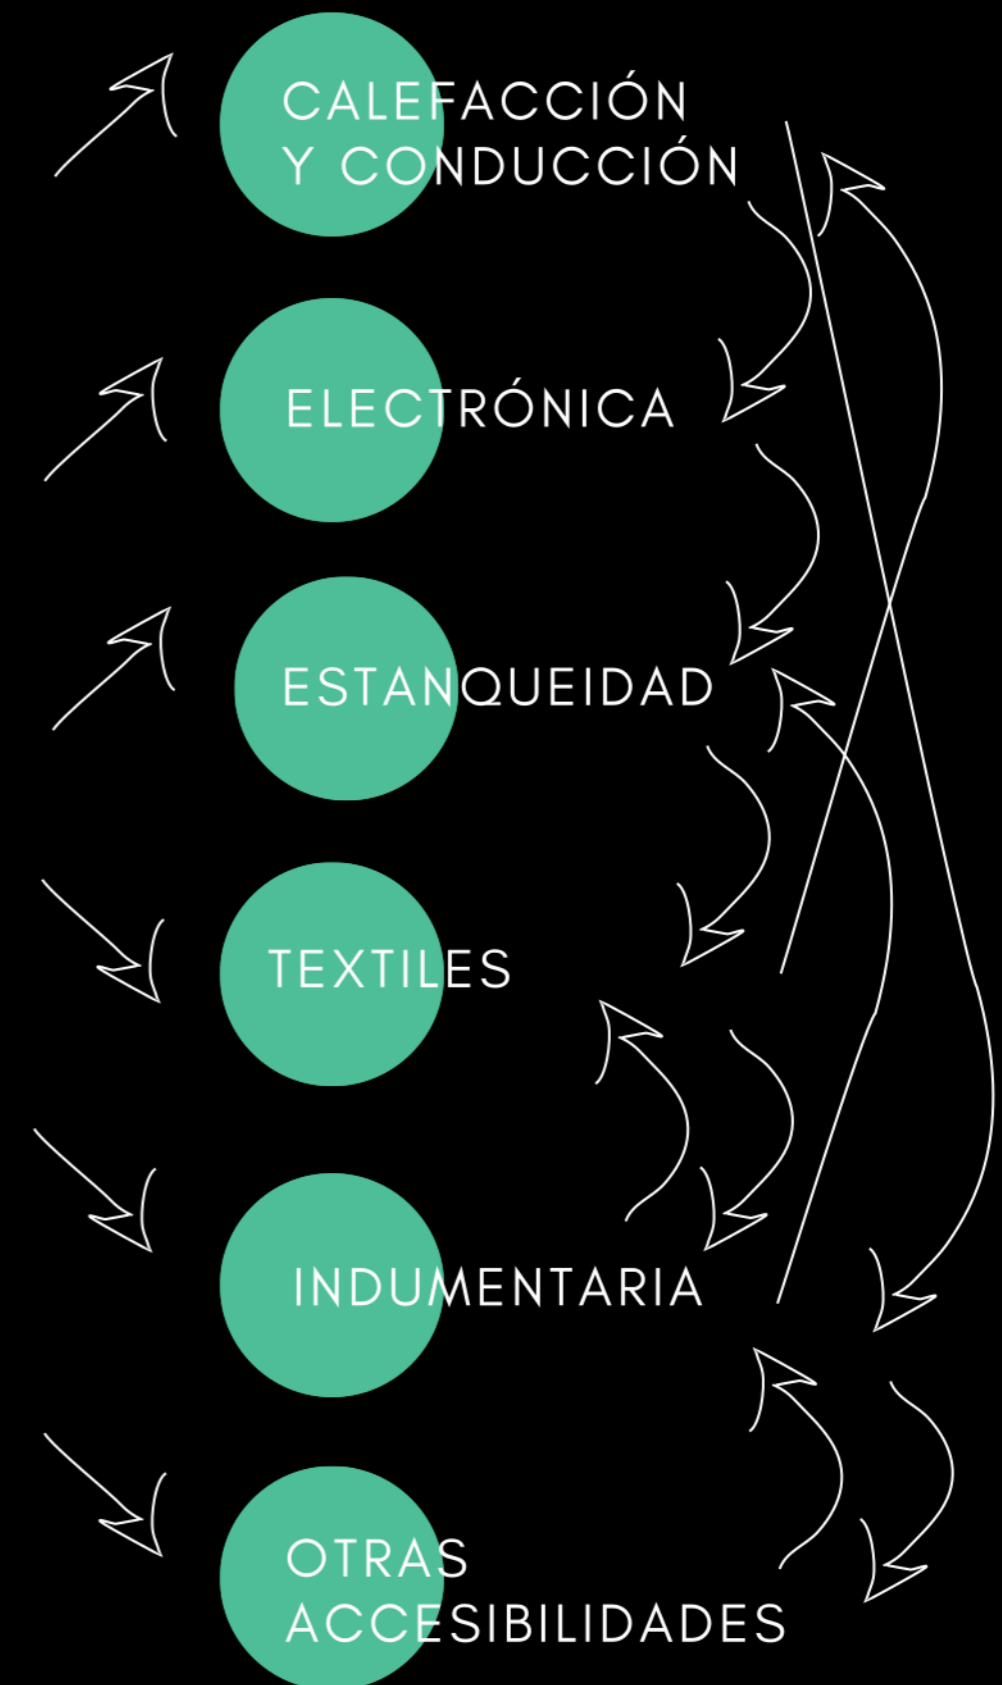 CALEFACCIÓN
Y CONDUCCIÓN
ELECTRÓNICA
ESTANQUEIDAD
TEXTILES
INDUMENTARIA
OTRAS
ACCESIBILIDADES